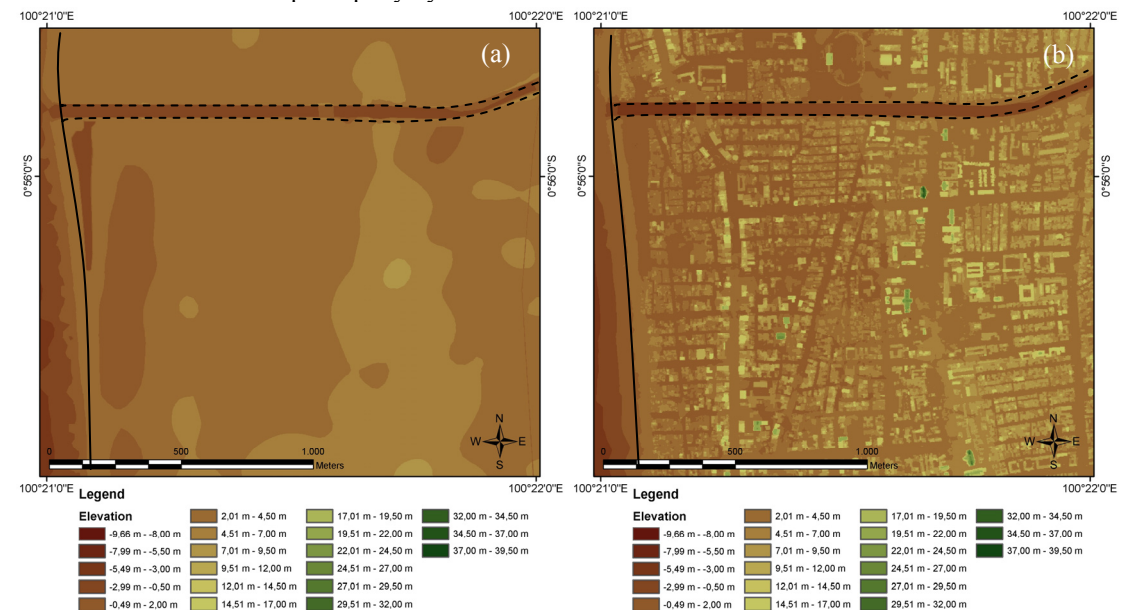 100°21'0"E 100°22'0"E 100°21'0"E 100°22'0"E
(a) (b)
0°56'0"S 0°56'0"S 0°56'0"S 0°56'0"S
N N
W E W E
S S
0 500 1.000 0 500 1.000
Meters Meters
100°21'0"E 100°22'0"E 100°21'0"E 100°22'0"E
Legend
Elevation
-9,66 m - -8,00 m
-7,99 m - -5,50 m
-5,49 m - -3,00 m
-2,99 m - -0,50 m
-0,49 m - 2,00 m
2,01 m - 4,50 m
4,51 m - 7,00 m
7,01 m - 9,50 m
9,51 m - 12,00 m
12,01 m - 14,50 m
14,51 m - 17,00 m
17,01 m - 19,50 m
19,51 m - 22,00 m
22,01 m - 24,50 m
24,51 m - 27,00 m
27,01 m - 29,50 m
29,51 m - 32,00 m
32,00 m - 34,50 m
34,50 m - 37,00 m
37,00 m - 39,50 m
Legend
Elevation
-9,66 m - -8,00 m
-7,99 m - -5,50 m
-5,49 m - -3,00 m
-2,99 m - -0,50 m
-0,49 m - 2,00 m
2,01 m - 4,50 m
4,51 m - 7,00 m
7,01 m - 9,50 m
9,51 m - 12,00 m
12,01 m - 14,50 m
14,51 m - 17,00 m
17,01 m - 19,50 m
19,51 m - 22,00 m
22,01 m - 24,50 m
24,51 m - 27,00 m
27,01 m - 29,50 m
29,51 m - 32,00 m
32,00 m - 34,50 m
34,50 m - 37,00 m
37,00 m - 39,50 m